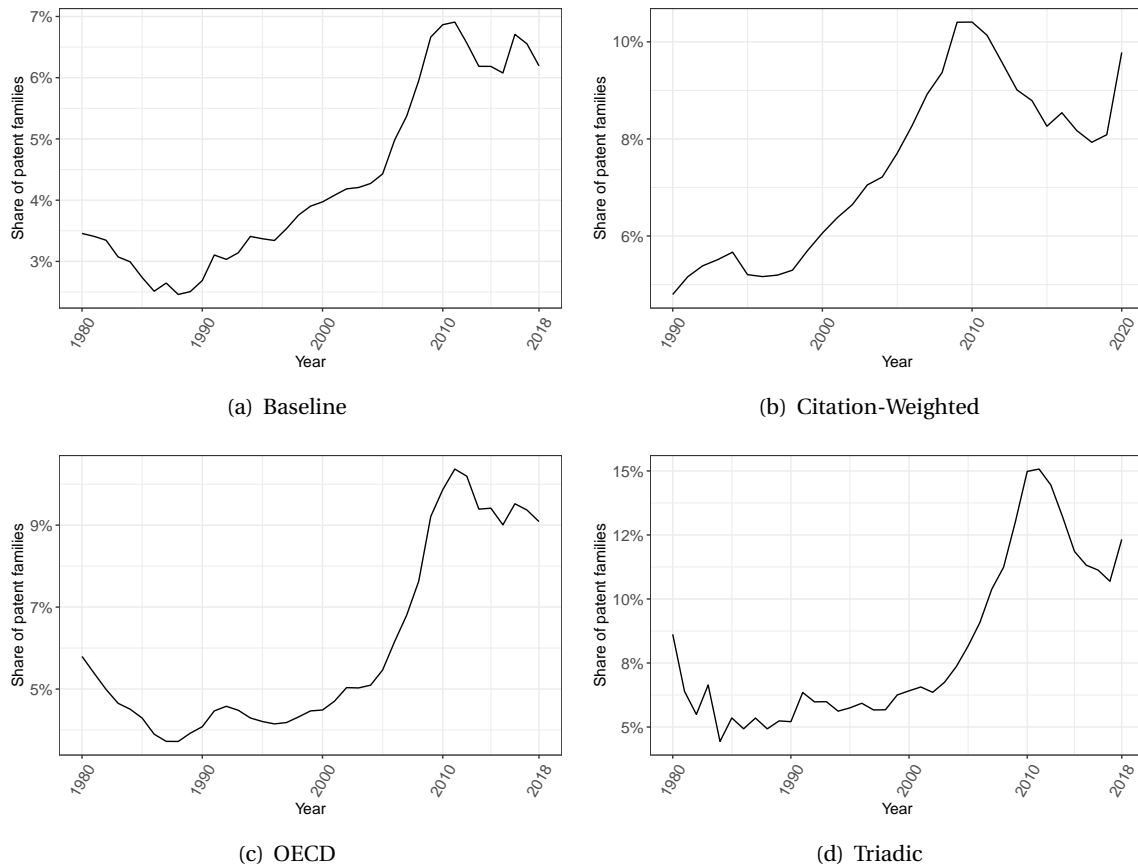 7%
6%
5%
4%
3%
Share of patent families
1980
1990
2000
2010
2018
Year
(a) Baseline
10%
8%
6%
Share of patent families
1990
2000
2010
2020
Year
(b) Citation-Weighted
9%
7%
5%
Share of patent families
1980
1990
2000
2010
2018
Year
(c) OECD
15%
12%
10%
8%
5%
Share of patent families
1980
1990
2000
2010
2018
Year
(d) Triadic